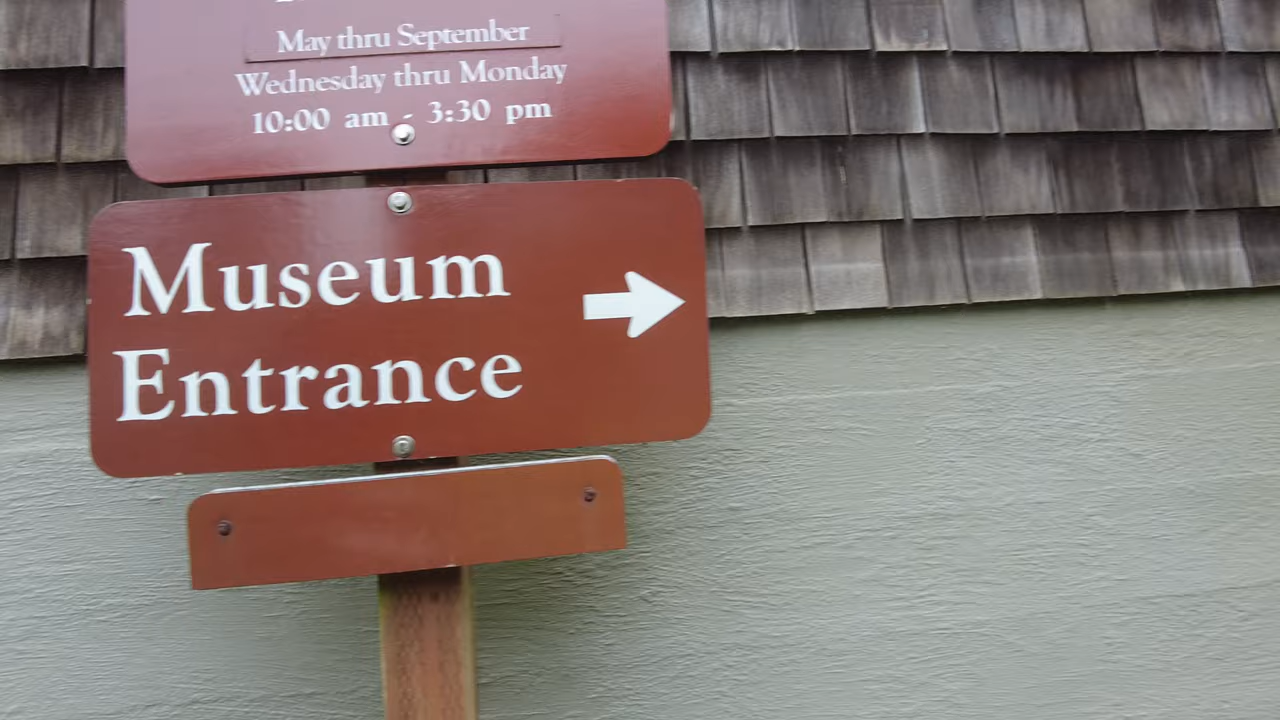 May thru September
Wednesday thru Monday
10:00 am - 3:30 pm
Museum
Entrance